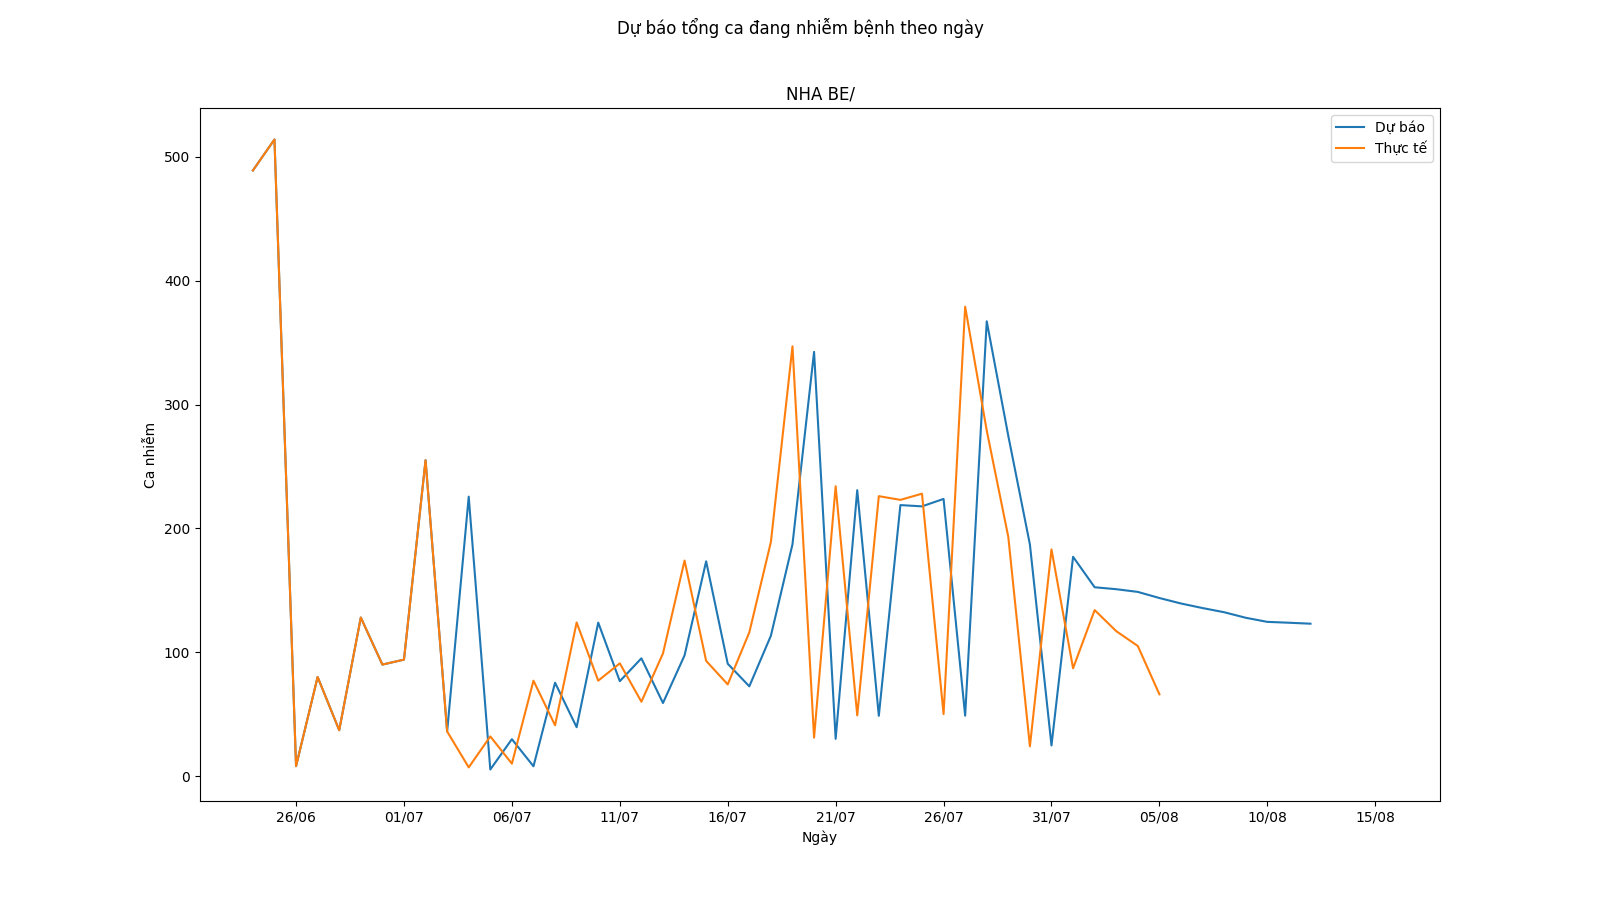 Dự báo tổng ca đang nhiễm bệnh theo ngày
NHA BE/
Dự báo
Thực tế
500
400
300
200
100
0
Ca nhiễm
26/06 01/07 06/07 11/07 16/07 21/07 26/07 31/07 05/08 10/08 15/08
Ngày